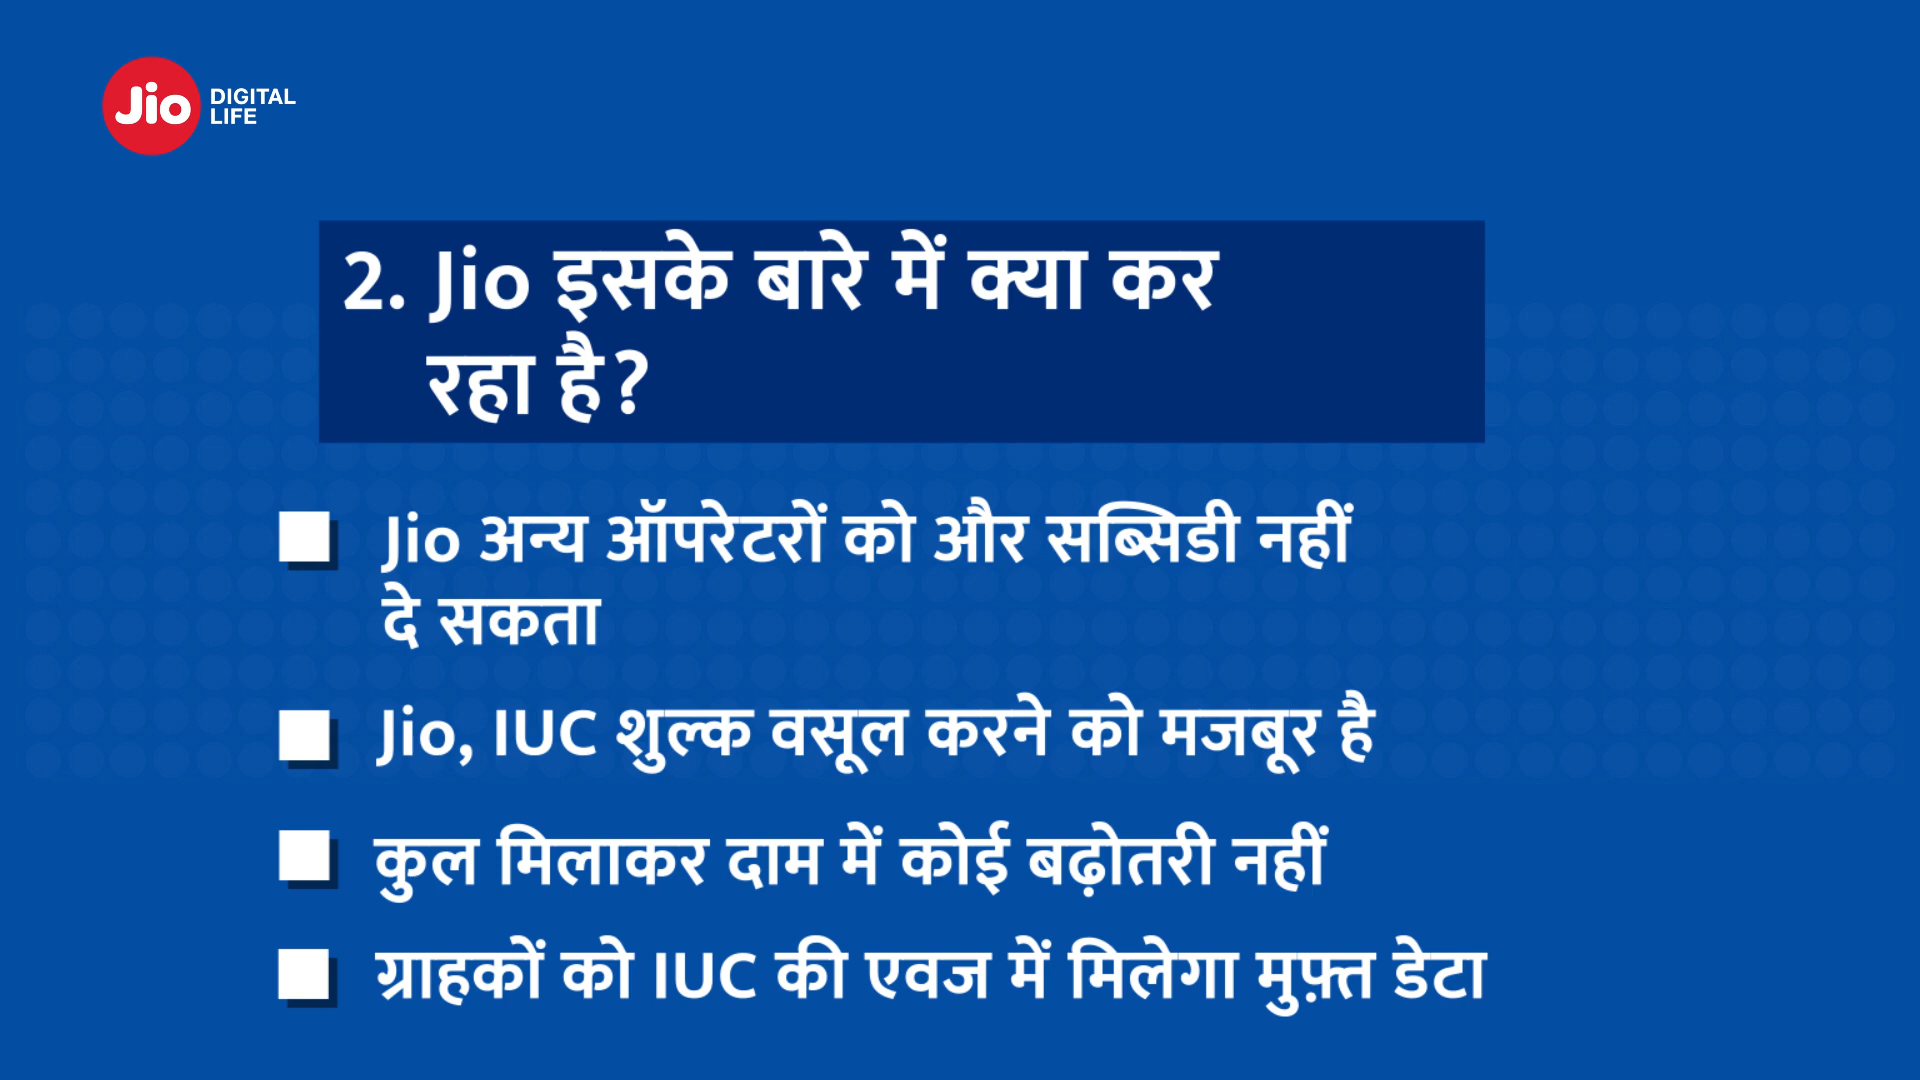 Jio DIGITAL
LIFE
2. Jio इसके बारे में क्या कर
रहा है?
Jio अन्य ऑपरेटरों को और सब्सिडी नहीं
दे सकता
Jio, IUC शुल्क वसूल करने को मजबूर है
कुल मिलाकर दाम में कोई बढ़ोतरी नहीं
ग्राहकों को IUC की एवज में मिलेगा मुफ़्त डेटा